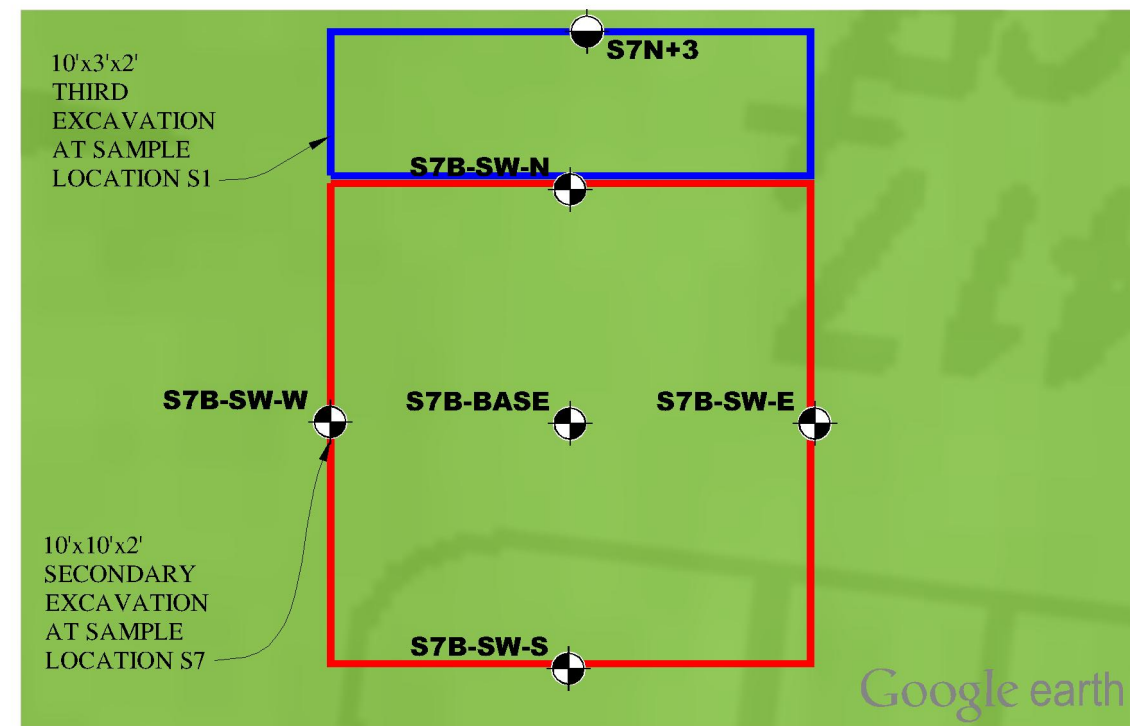 S7N+3
10'x3'x2'
THIRD
EXCAVATION
AT SAMPLE
LOCATION S1
S7B-SW-N
S7B-SW-W
S7B-BASE
S7B-SW-E
10'x10'x2'
SECONDARY
EXCAVATION
AT SAMPLE
LOCATION S7
S7B-SW-S
Google earth